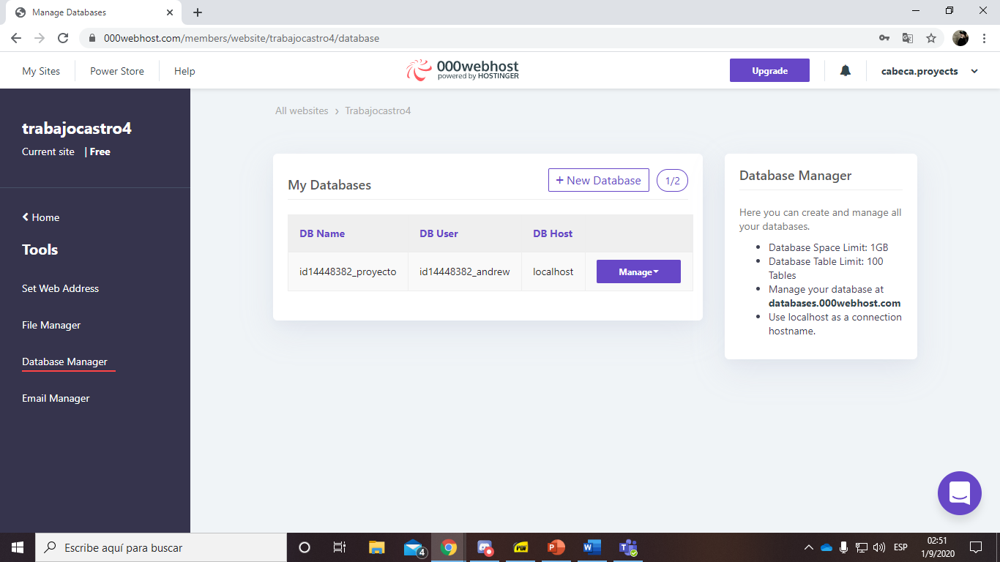 Manage Databases
000webhost.com/members/website/trabajocastro4/database
My Sites
Power Store
Help
000webhost
powered by HOSTINGER
Upgrade
cabeca.proyects
trabajocastro4
Current site | Free
Home
Tools
Set Web Address
File Manager
Database Manager
Email Manager
All websites › Trabajocastro4
My Databases
+ New Database
1/2
DB Name DB User DB Host
id14448382_proyecto id14448382_andrew localhost Manage
Database Manager
Here you can create and manage all
your databases.
• Database Space Limit: 1GB
• Database Table Limit: 100
Tables
• Manage your database at
databases.000webhost.com
• Use localhost as a connection
hostname.
Escribe aquí para buscar
4
PDF
ESP
02:51
1/9/2020